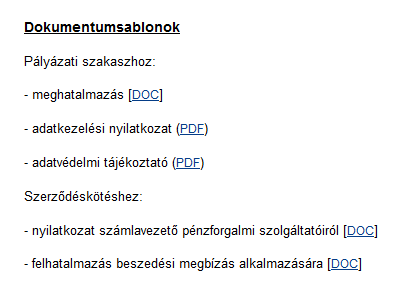 Dokumentumsablonok
Pályázati szakaszhoz:
- meghatalmazás [DOC]
- adatkezelési nyilatkozat (PDF)
- adatvédelmi tájékoztató (PDF)
Szerződéskötéshez:
- nyilatkozat számlavezető pénzforgalmi szolgáltatóiról [DOC]
- felhatalmazás beszedési megbízás alkalmazására [DOC]